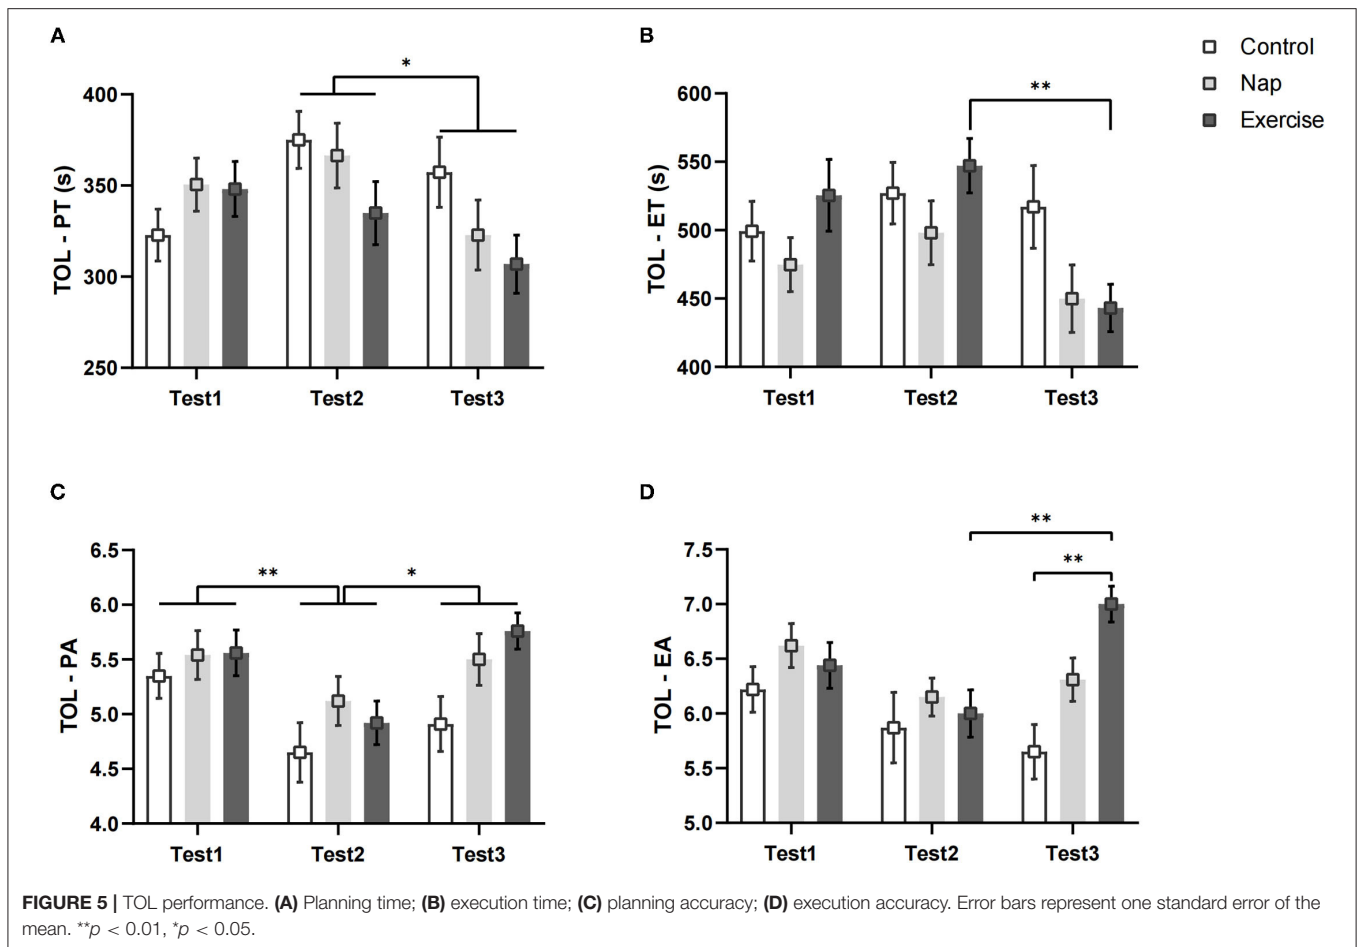 A
*
400
350
300
250
TOL - PT (s)
Test1 Test2 Test3
B
**
600
550
500
450
400
TOL - ET (s)
Test1 Test2 Test3
Control
Nap
Exercise
C
** *
6.5
6.0
5.5
5.0
4.5
4.0
TOL - PA
Test1 Test2 Test3
D
**
**
7.5
7.0
6.5
6.0
5.5
5.0
TOL - EA
Test1 Test2 Test3
FIGURE 5 | TOL performance. (A) Planning time; (B) execution time; (C) planning accuracy; (D) execution accuracy. Error bars represent one standard error of the
mean. **p < 0.01, *p < 0.05.